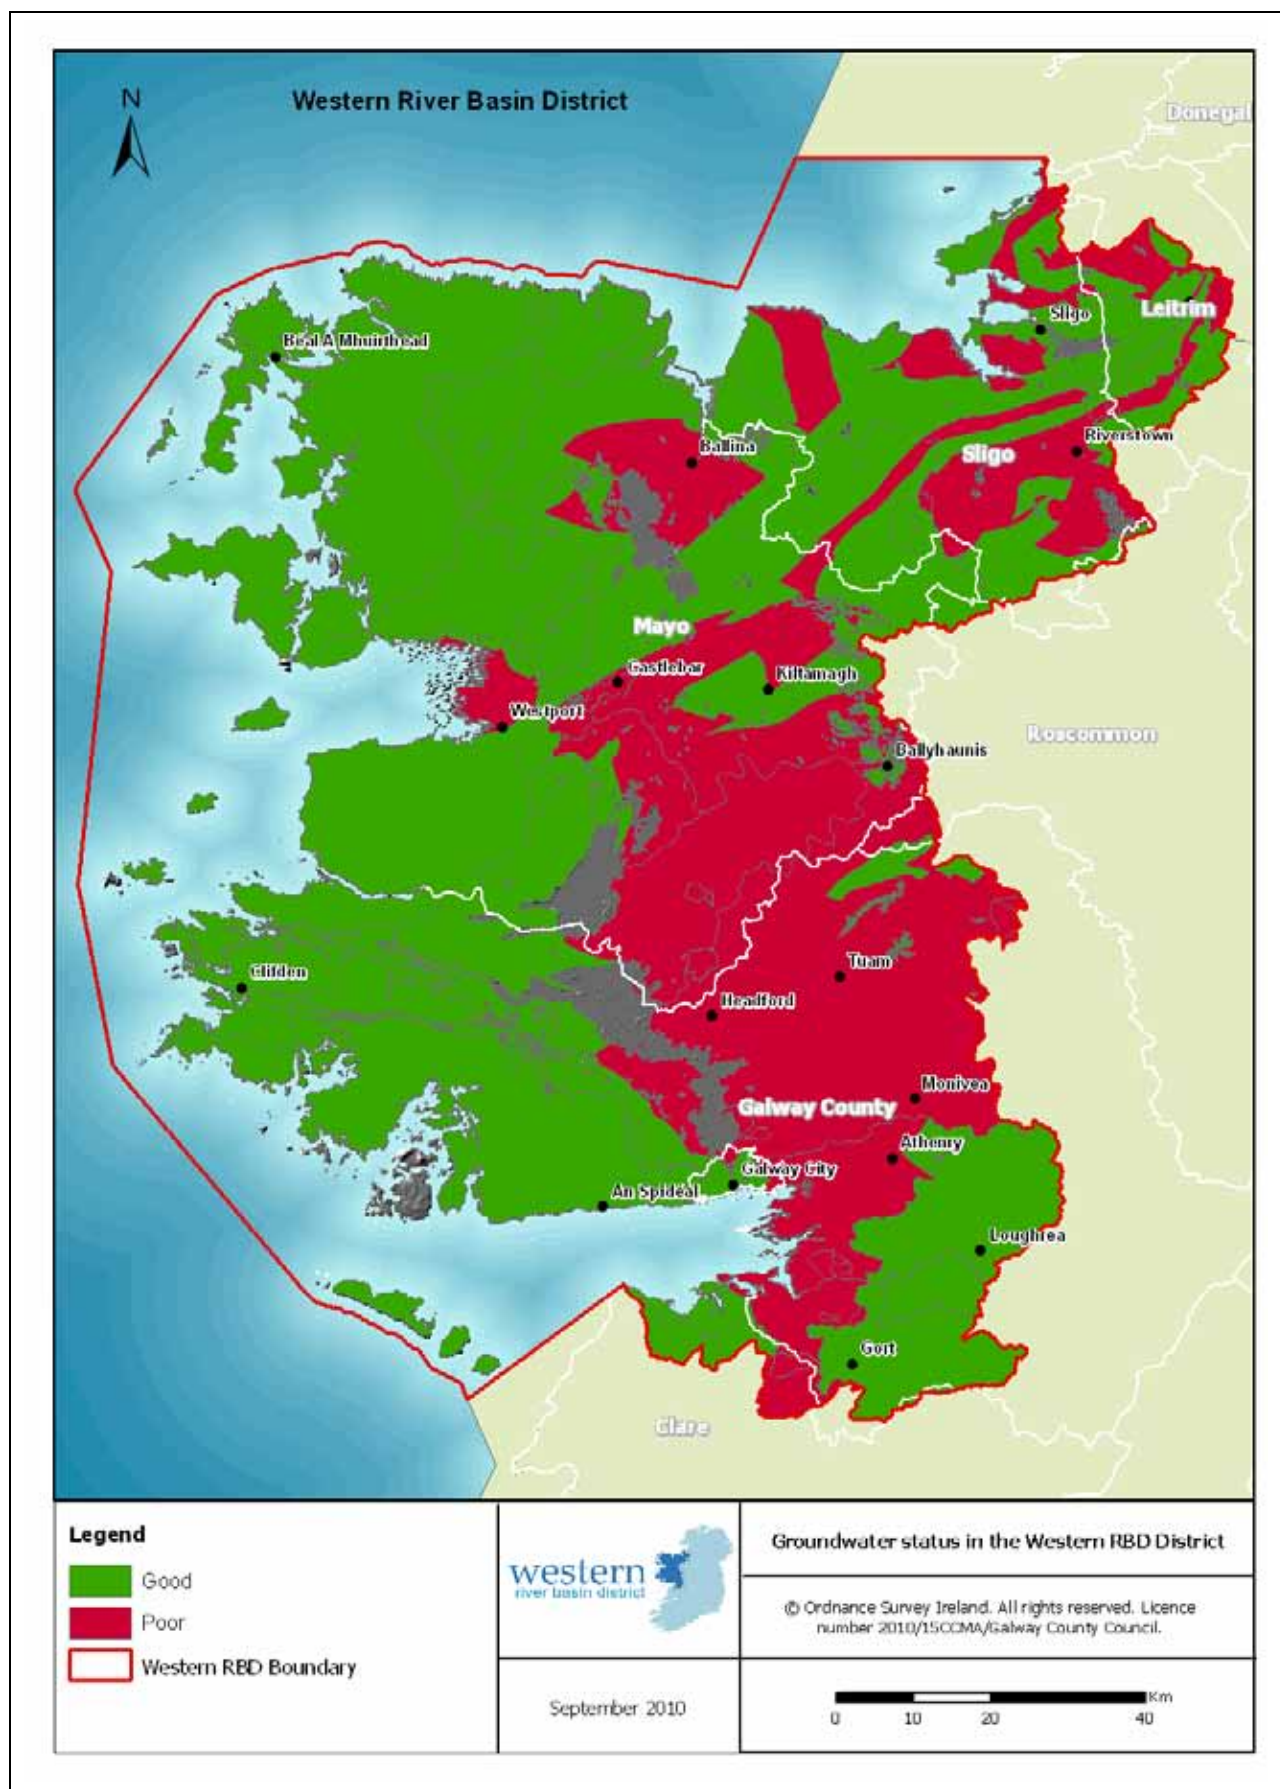 Western River Basin District
N
Donegal
Leitrim
Sligo
Béal A Mhuirthead
Riverstown
Ballina
Sligo
Mayo
Castlebar
Kiltamagh
Westport
Roscommon
Ballyhaunis
Tuam
Clifden
Headford
Monivea
Galway County
Athenry
Galway City
An Spidéal
Loughrea
Gort
Clare
Legend
Good
Poor
Western RBD Boundary
western
river basin district
September 2010
Groundwater status in the Western RBD District
© Ordnance Survey Ireland. All rights reserved. Licence
number 2010/15CCMA/Galway County Council.
Km
0 10 20 40